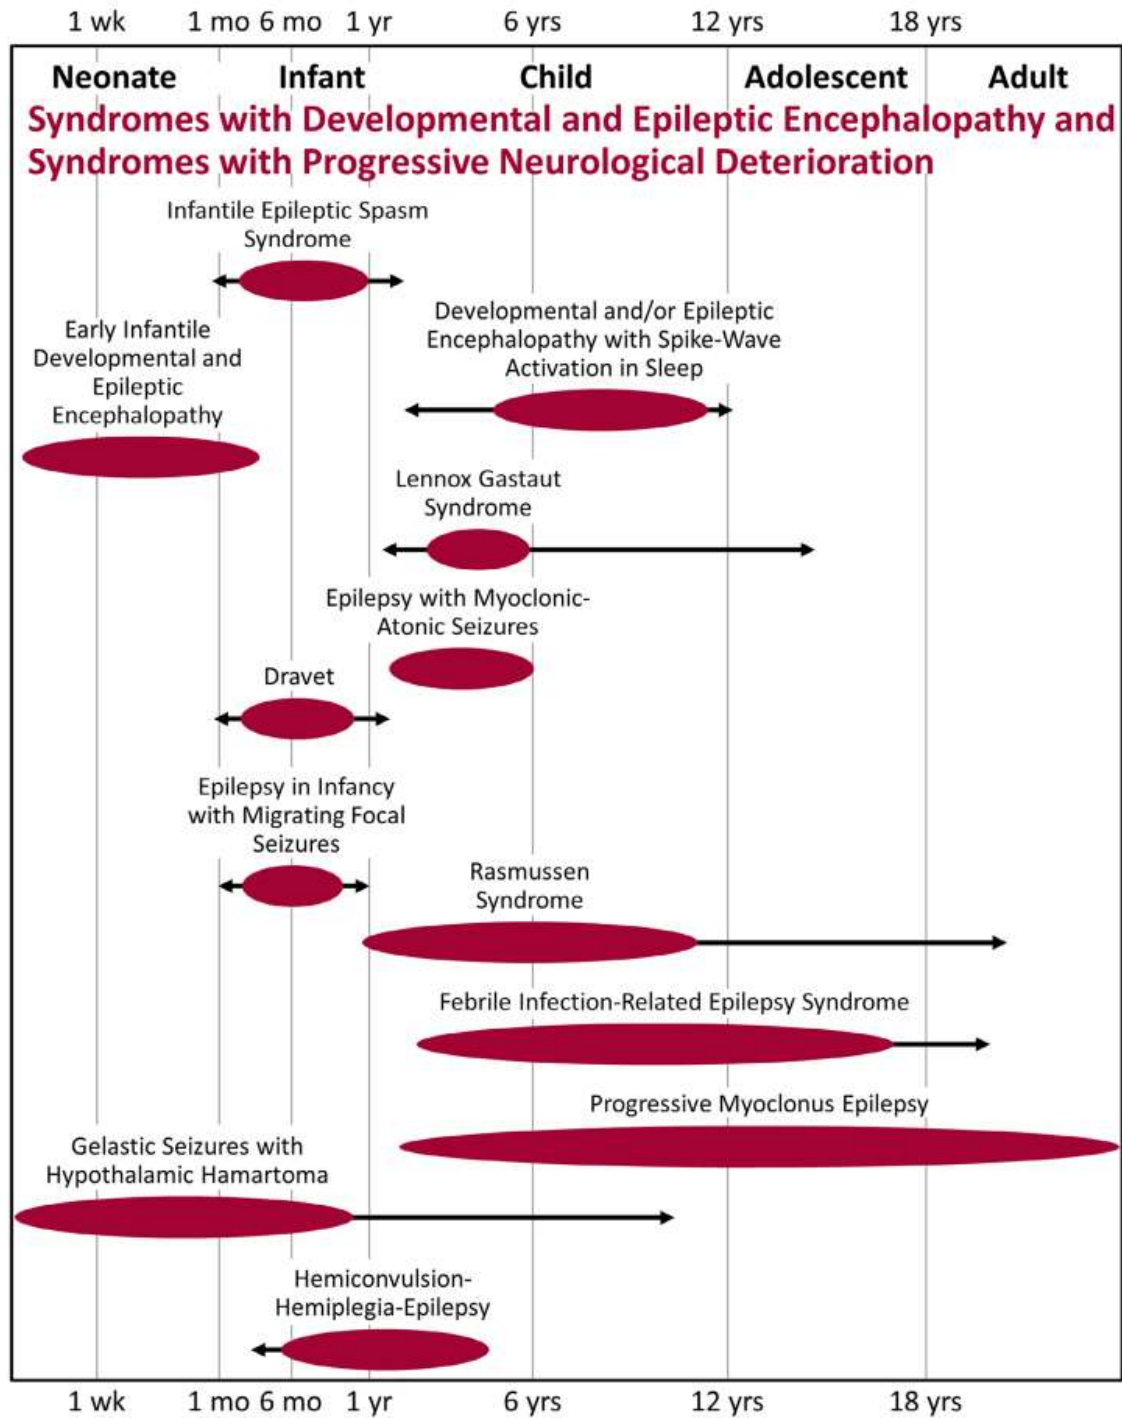 1 wk 1 mo 6 mo 1 yr 6 yrs 12 yrs 18 yrs
Neonate Infant Child Adolescent Adult
Syndromes with Developmental and Epileptic Encephalopathy and
Syndromes with Progressive Neurological Deterioration
Infantile Epileptic Spasm
Syndrome
Developmental and/or Epileptic
Encephalopathy with Spike-Wave
Activation in Sleep
Early Infantile
Developmental and
Epileptic
Encephalopathy
Lennox Gastaut
Syndrome
Epilepsy with Myoclonic-
Atonic Seizures
Dravet
Epilepsy in Infancy
with Migrating Focal
Seizures
Rasmussen
Syndrome
Febrile Infection-Related Epilepsy Syndrome
Progressive Myoclonus Epilepsy
Gelastic Seizures with
Hypothalamic Hamartoma
Hemiconvulsion-
Hemiplegia-Epilepsy
1 wk 1 mo 6 mo 1 yr 6 yrs 12 yrs 18 yrs